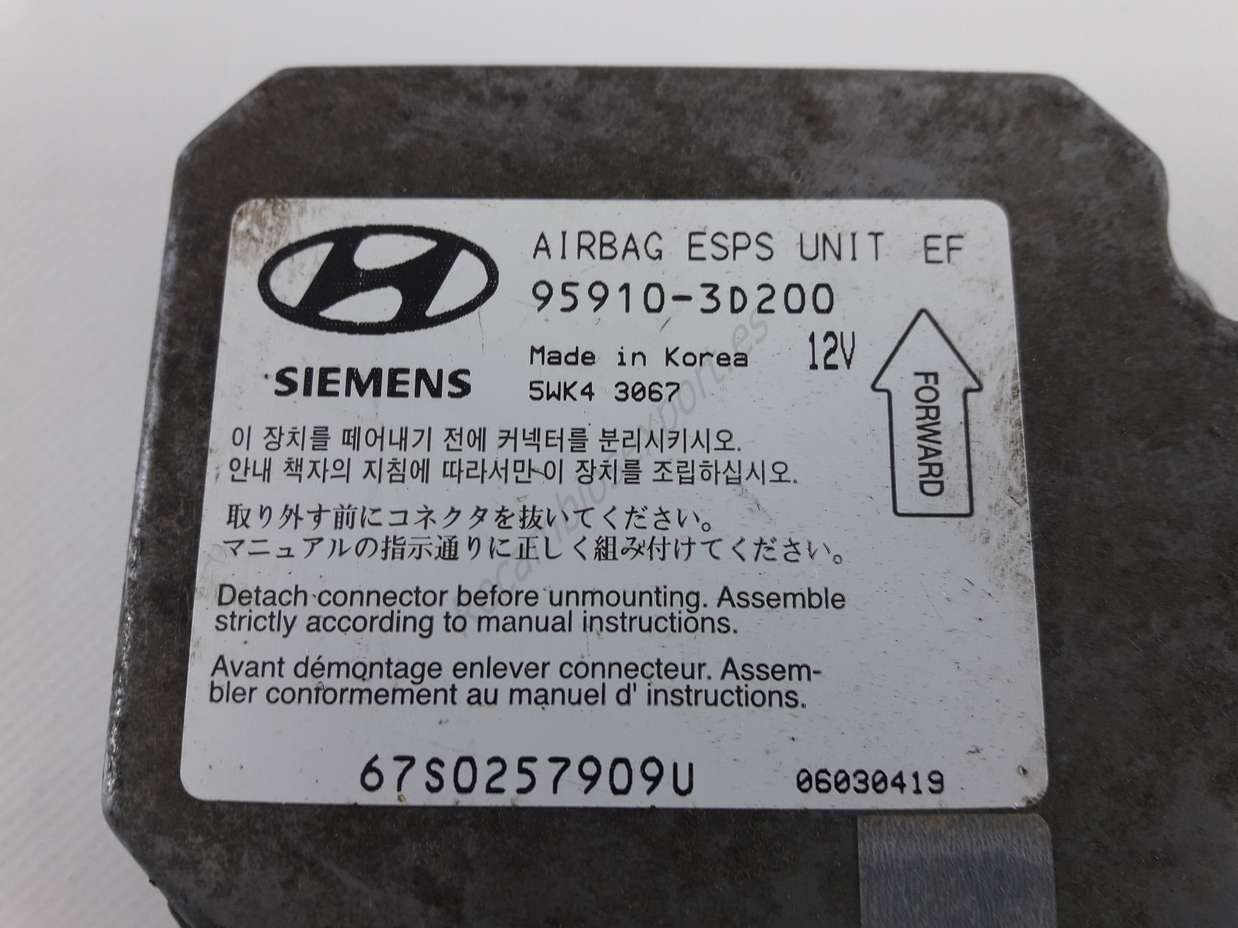 AIRBAG ESPS UNIT EF
95910-3D200
Made in Korea 12V
SIEMENS
5WK4 3067
FORWARD
이 장치를 떼어내기 전에 커넥터를 분리시키시오.
안내 책자의 지침에 따라서만 이 장치를 조립하십시오.
取り外す前にコネクタを抜いてください。
マニュアルの指示通りに正しく組み付けてください。
Detach connector before unmounting. Assemble
strictly according to manual instructions.
Avant démontage enlever connecteur. Assem-
bler conformement au manuel d' instructions.
67S0257909U 06030419